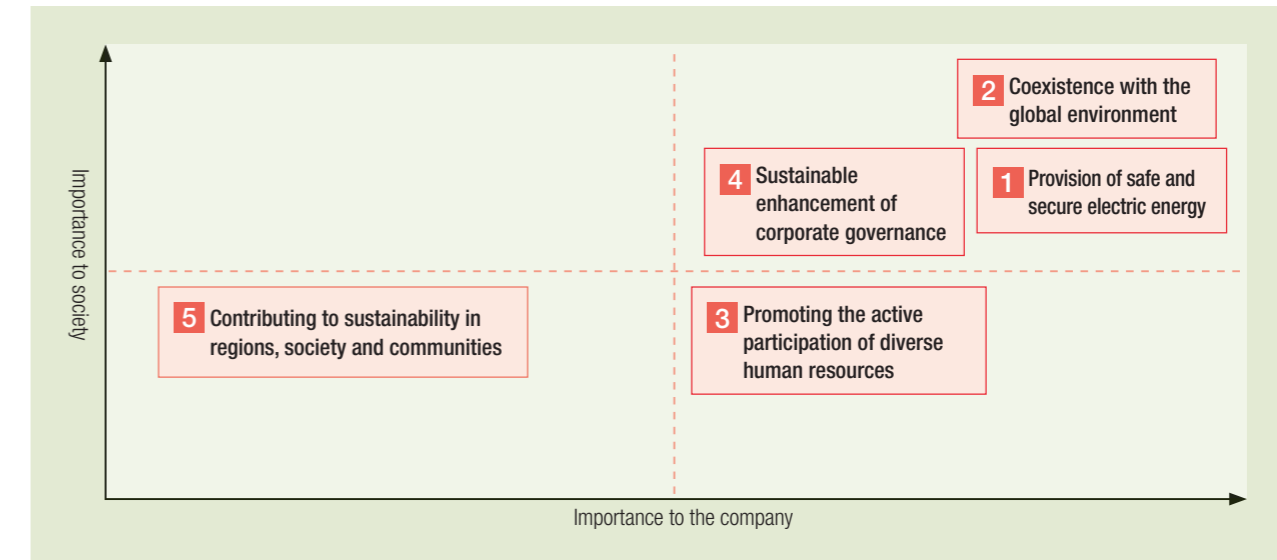 Importance to society
2 Coexistence with the
global environment
4 Sustainable
enhancement of
corporate governance
1 Provision of safe and
secure electric energy
5 Contributing to sustainability in
regions, society and communities
3 Promoting the active
participation of diverse
human resources
Importance to the company